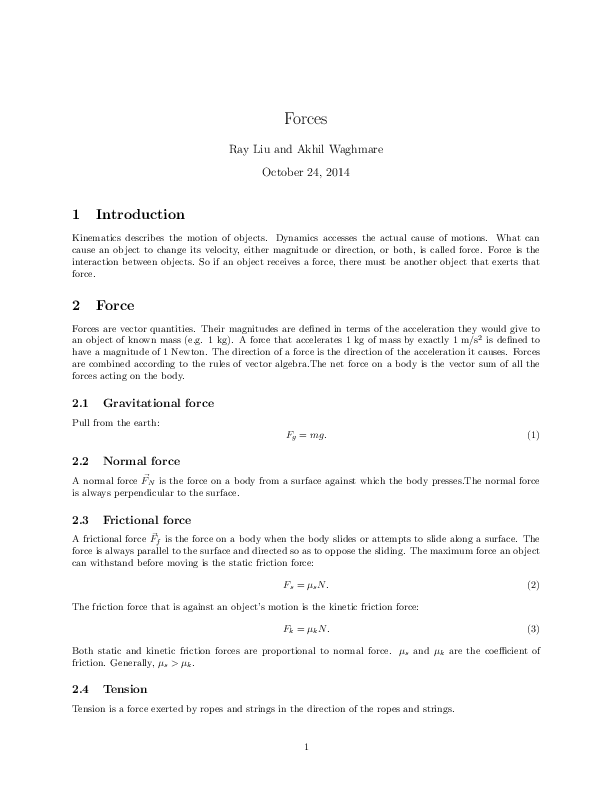 Forces
Ray Liu and Akhil Waghmare
October 24, 2014
1 Introduction
Kinematics describes the motion of objects. Dynamics accesses the actual cause of motions. What can
cause an object to change its velocity, either magnitude or direction, or both, is called force. Force is the
interaction between objects. So if an object receives a force, there must be another object that exerts that
force.
2 Force
Forces are vector quantities. Their magnitudes are defined in terms of the acceleration they would give to
an object of known mass (e.g. 1 kg). A force that accelerates 1 kg of mass by exactly 1 m/s² is defined to
have a magnitude of 1 Newton. The direction of a force is the direction of the acceleration it causes. Forces
are combined according to the rules of vector algebra.The net force on a body is the vector sum of all the
forces acting on the body.
2.1 Gravitational force
Pull from the earth:
F_g = mg. (1)
2.2 Normal force
A normal force \vec{F}_N is the force on a body from a surface against which the body presses.The normal force
is always perpendicular to the surface.
2.3 Frictional force
A frictional force \vec{F}_f is the force on a body when the body slides or attempts to slide along a surface. The
force is always parallel to the surface and directed so as to oppose the sliding. The maximum force an object
can withstand before moving is the static friction force:
F_s = μ_sN. (2)
The friction force that is against an object's motion is the kinetic friction force:
F_k = μ_kN. (3)
Both static and kinetic friction forces are proportional to normal force. μ_s and μ_k are the coefficient of
friction. Generally, μ_s > μ_k.
2.4 Tension
Tension is a force exerted by ropes and strings in the direction of the ropes and strings.
1